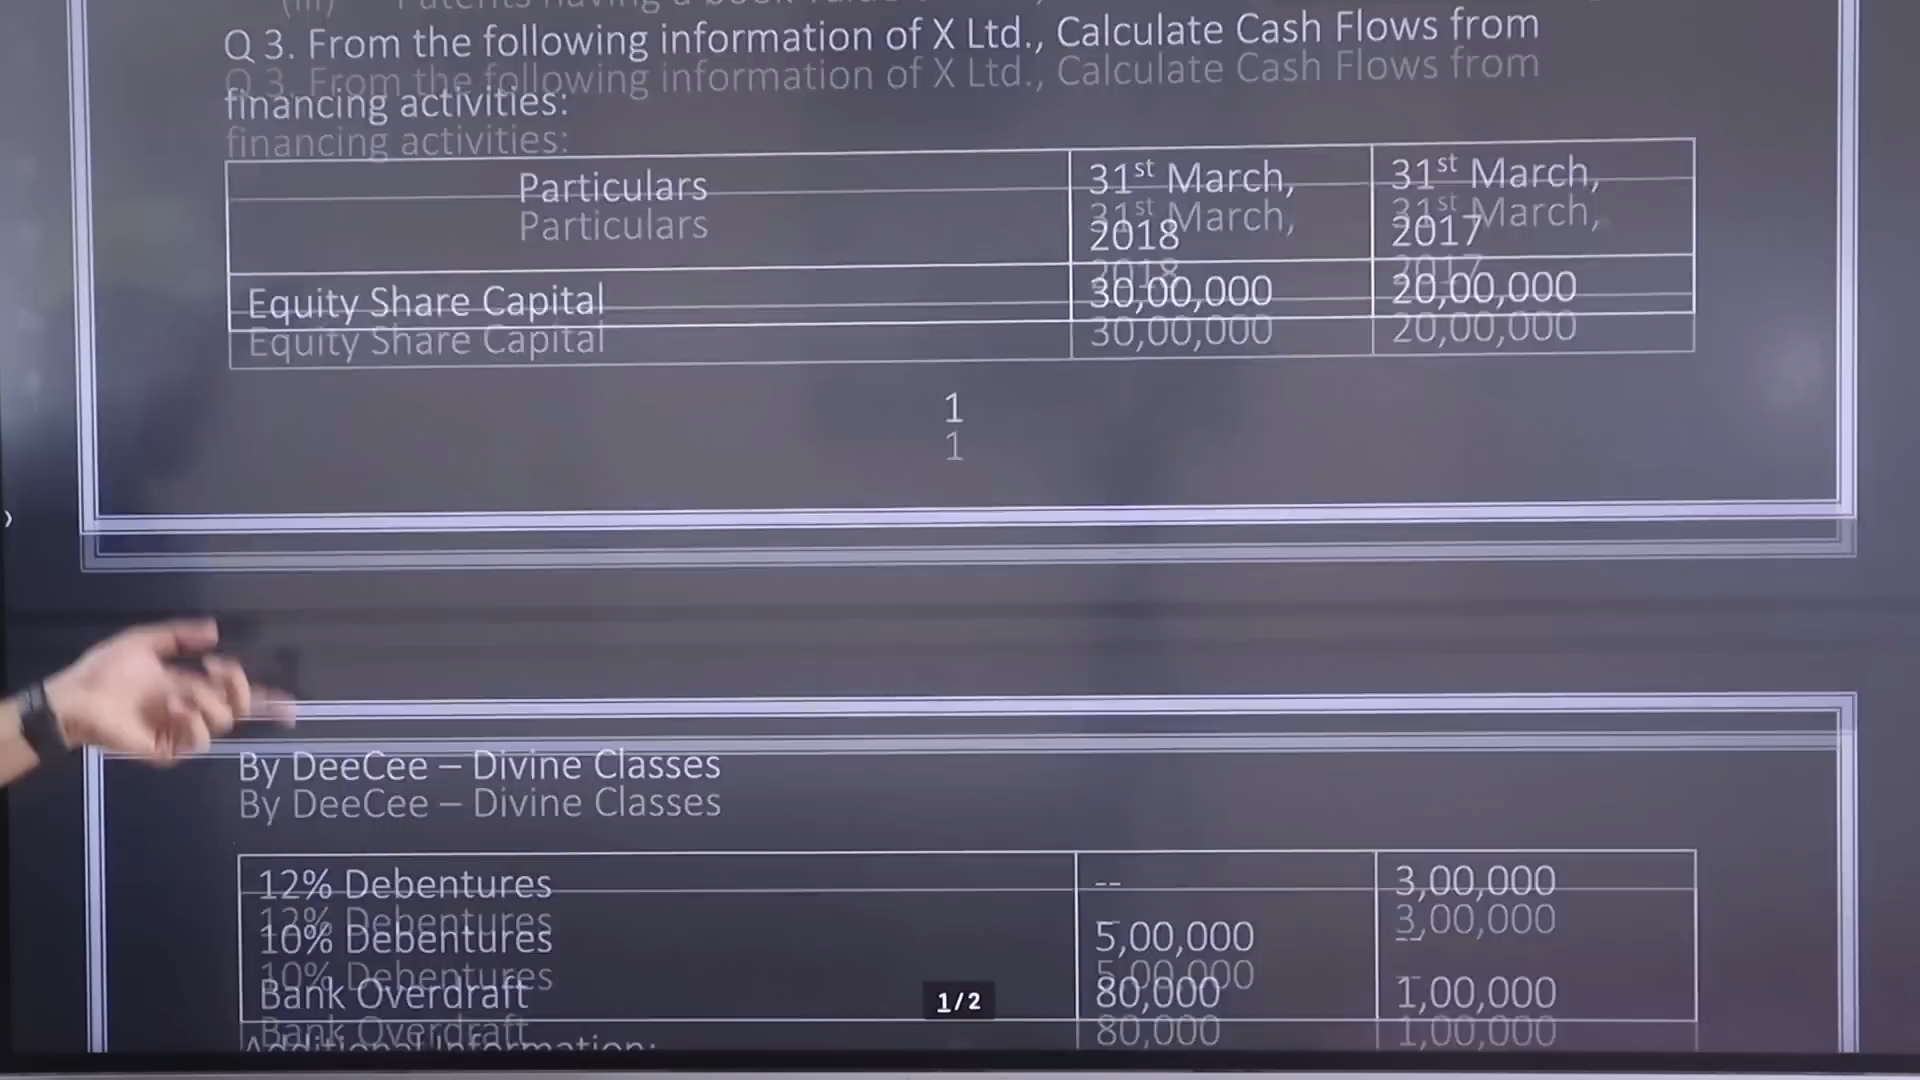 Q 3. From the following information of X Ltd., Calculate Cash Flows from
financing activities:
Particulars
31st March, 2018
31st March, 2017
Equity Share Capital 30,00,000 20,00,000
1
By DeeCee – Divine Classes
12% Debentures -- 3,00,000
10% Debentures 5,00,000 --
Bank Overdraft 80,000 1,00,000
1/2
Additional Information: